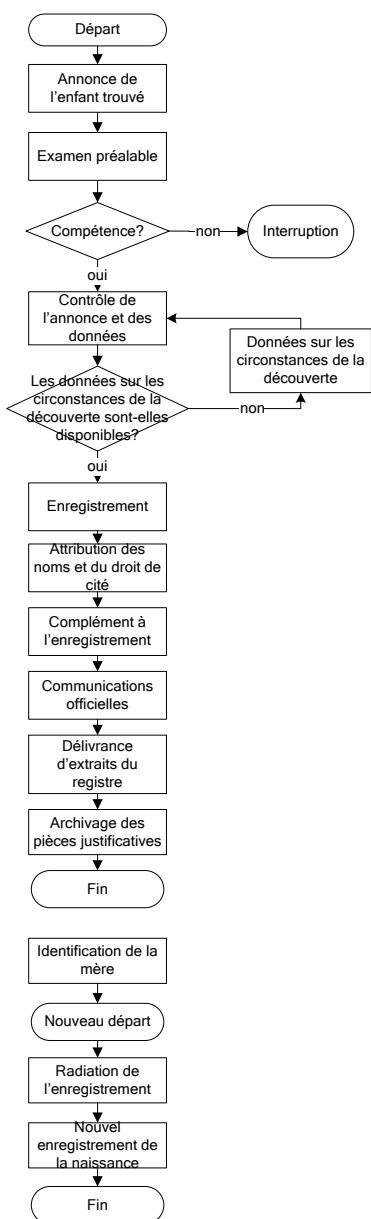 Départ
Annonce de
l'enfant trouvé
Examen préalable
Compétence?
non
Interruption
oui
Contrôle de
l'annonce et des
données
Données sur les
circonstances de la
découverte
Les données sur les
circonstances de la
découverte sont-elles
disponibles?
non
oui
Enregistrement
Attribution des
noms et du droit de
cité
Complément à
l'enregistrement
Communications
officielles
Délivrance
d'extraits du
registre
Archivage des
pièces justificatives
Fin
Identification de la
mère
Nouveau départ
Radiation de
l'enregistrement
Nouvel
enregistrement de
la naissance
Fin